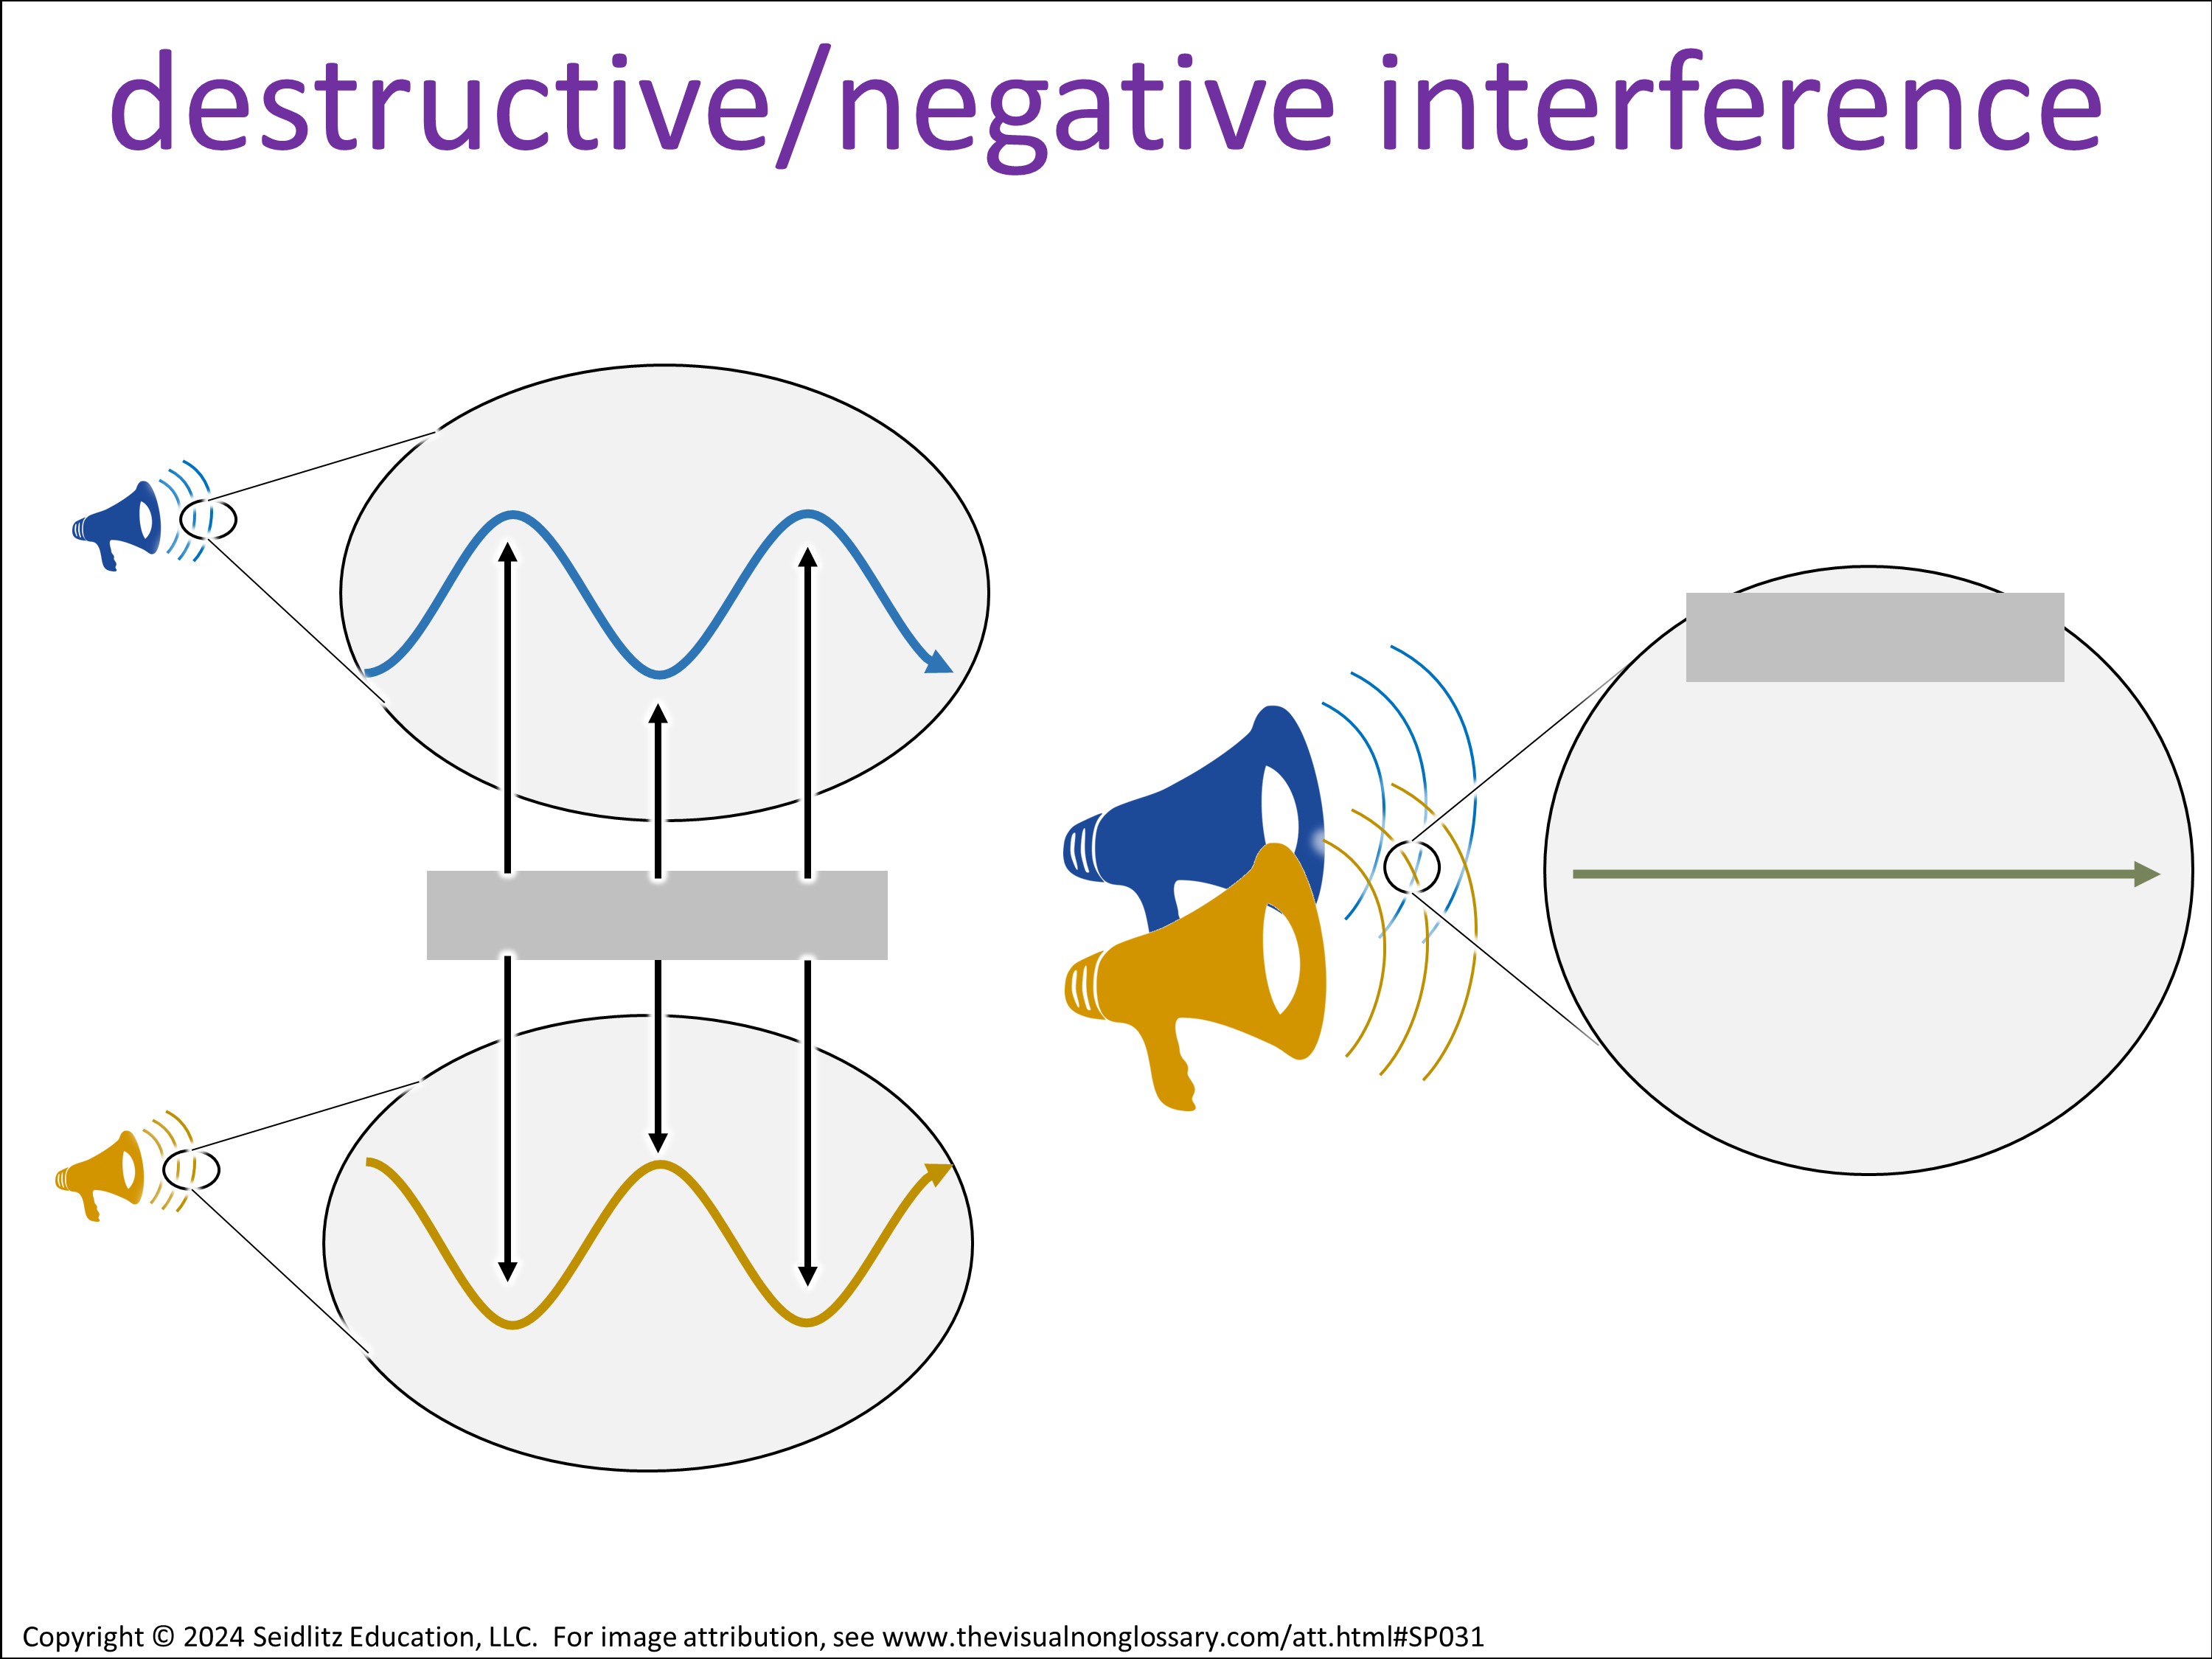 destructive/negative interference
Copyright © 2024 Seidlitz Education, LLC.  For image attribution, see www.thevisualnonglossary.com/att.html#SP031